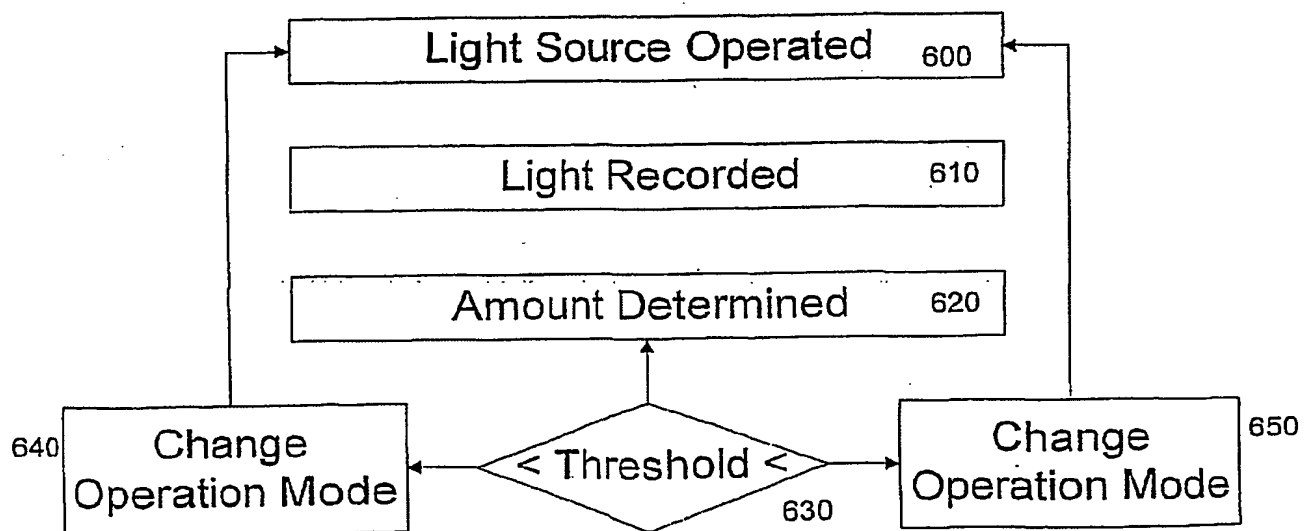 Light Source Operated 600
Light Recorded 610
Amount Determined 620
640 Change
Operation Mode
< Threshold <
630
Change 650
Operation Mode